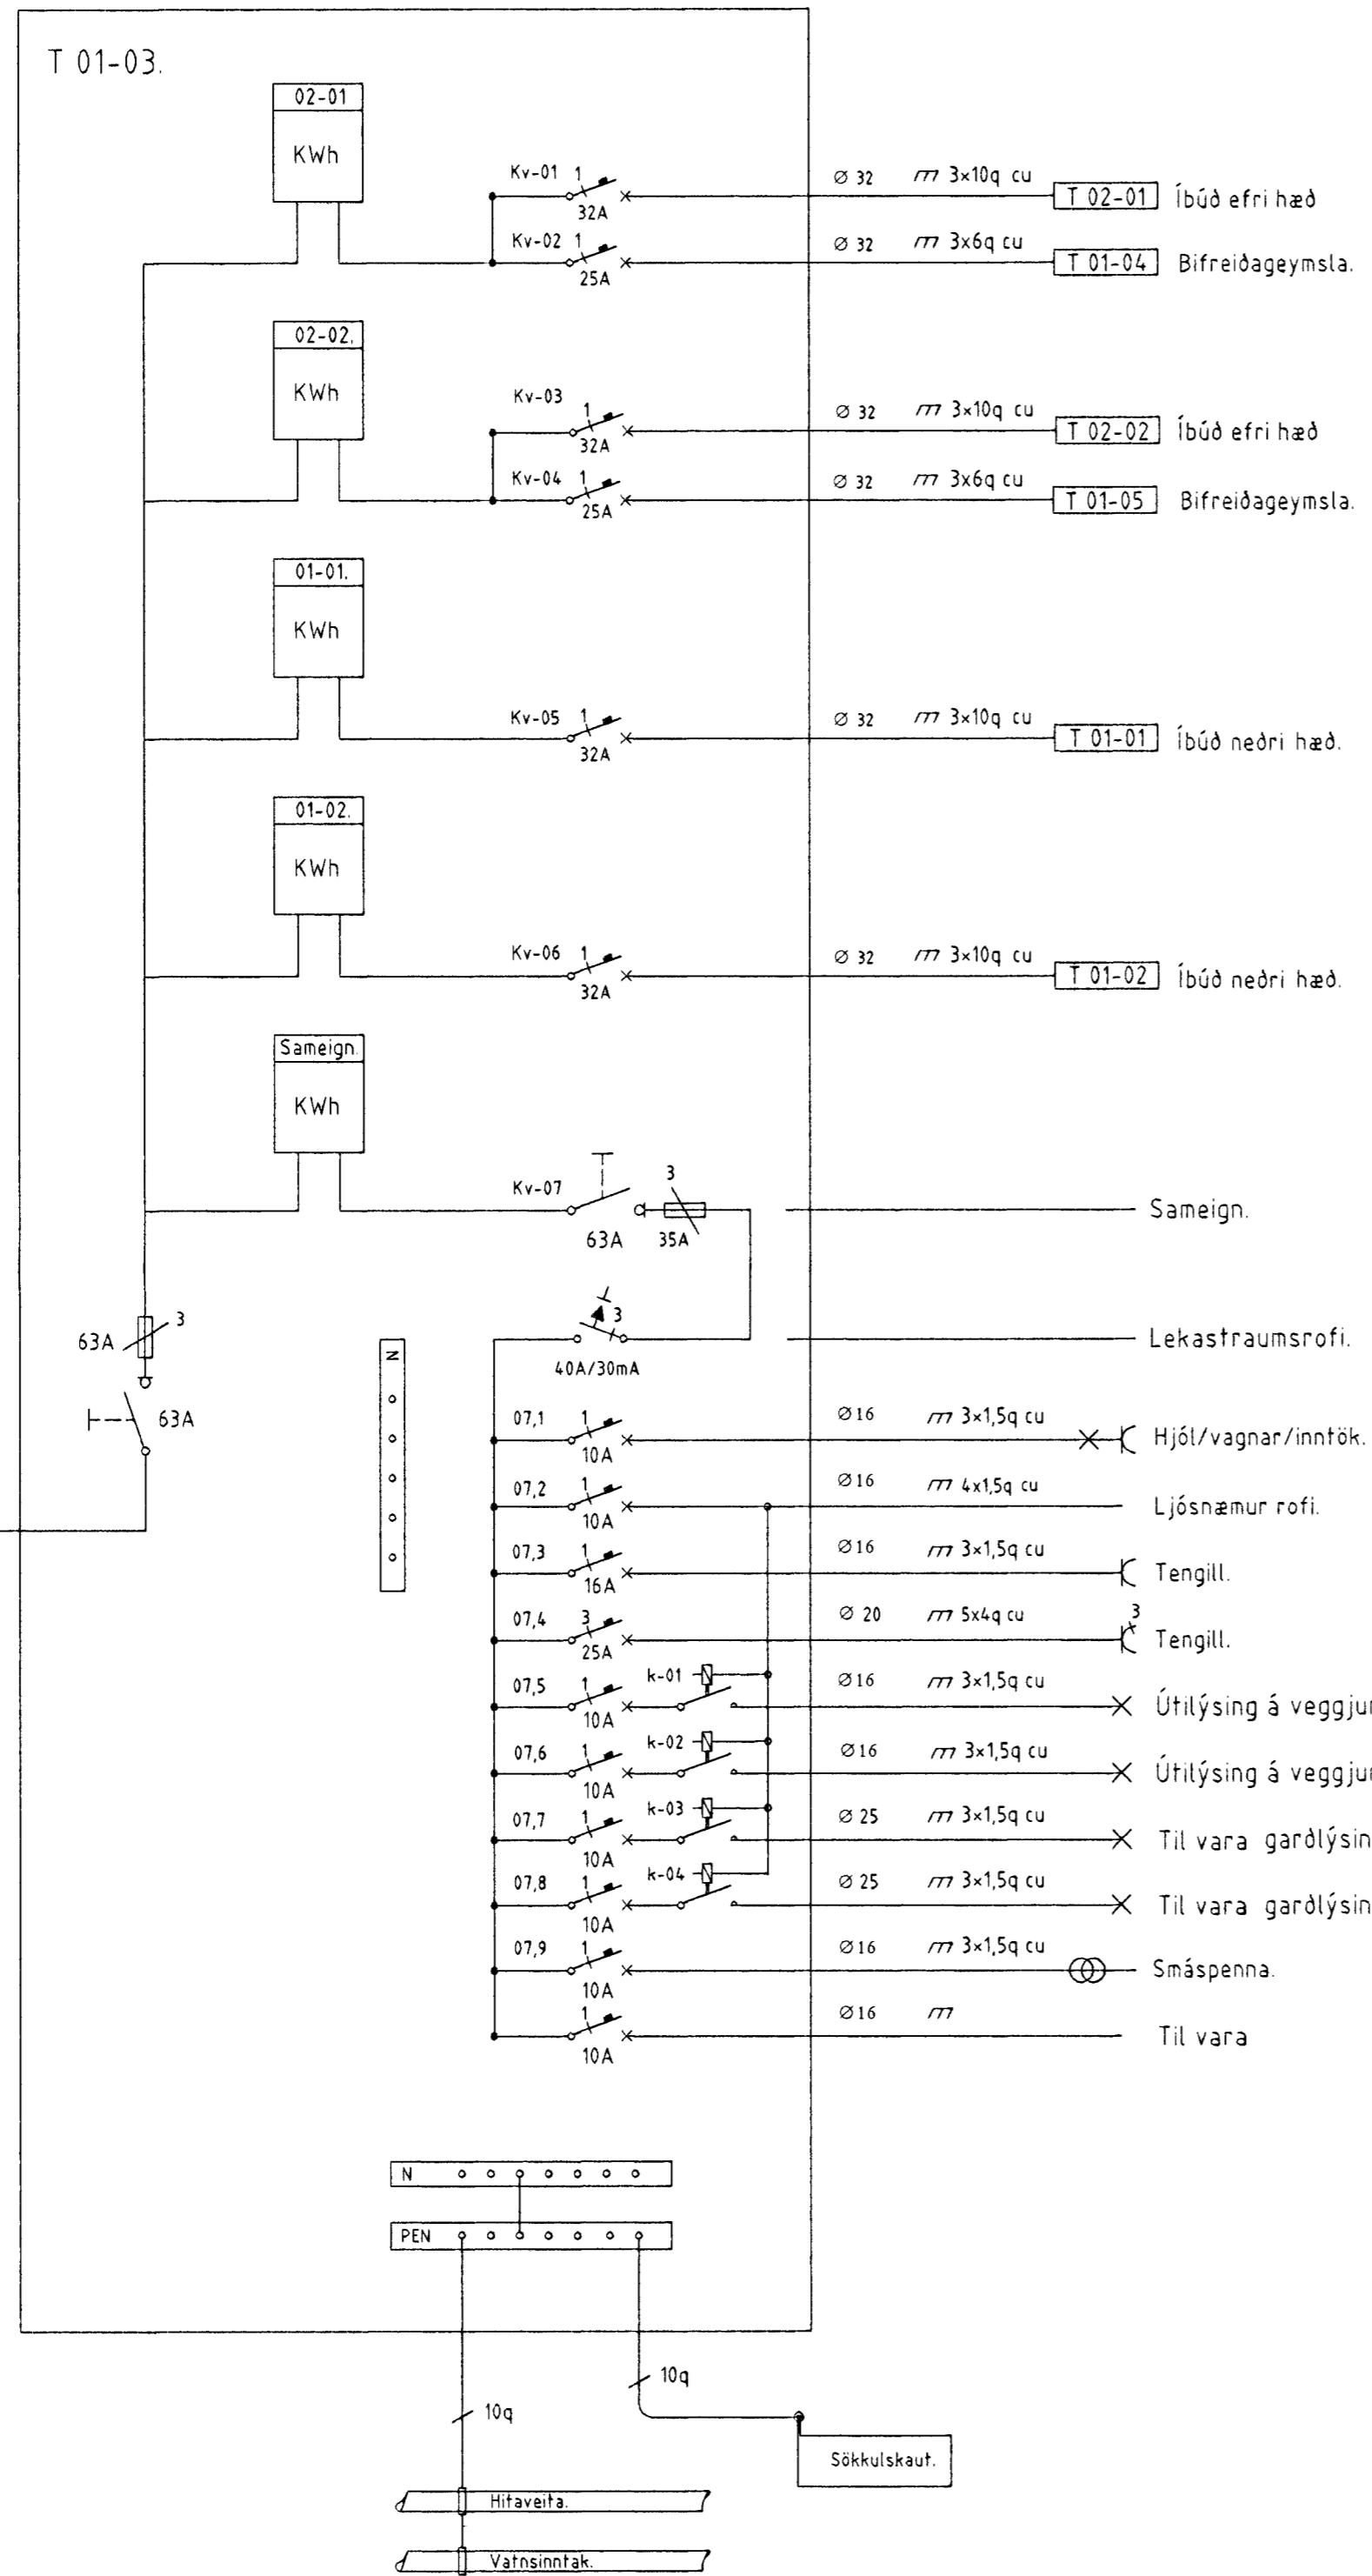 T 01-03.
02-01
KWh
Kv-01 1
32A
Ø 32 3×10q cu
T 02-01 Íbúð efri hæð
Kv-02 1
25A
Ø 32 3x6q cu
T 01-04 Bifreiðageymsla.
02-02.
KWh
Kv-03
1
32A
Ø 32 3×10q cu
T 02-02 Íbúð efri hæð
Kv-04 1
25A
Ø 32 3x6q cu
T 01-05 Bifreiðageymsla.
01-01.
KWh
Kv-05 1
32A
Ø 32 3×10q cu
T 01-01 Íbúð neðri hæð.
01-02.
KWh
Kv-06 1
32A
Ø 32 3×10q cu
T 01-02 Íbúð neðri hæð.
Sameign.
KWh
Kv-07
63A
3
35A
Sameign.
63A 3
63A
3
40A/30mA
Lekastraumsrofi.
N
07,1 1
10A
Ø16 3×1,5q cu
Hjól/vagnar/inntök.
07,2 1
10A
Ø16 4x1,5q cu
Ljósnæmur rofi.
07,3 1
16A
Ø16 3×1,5q cu
Tengill.
07,4 3
25A
Ø 20 5x4q cu
3
Tengill.
07,5 1
10A
k-01
Ø16 3×1,5q cu
Útilýsing á veggju
07,6 1
10A
k-02
Ø16 3×1,5q cu
Útilýsing á veggju
07,7 1
10A
k-03
Ø 25 3×1,5q cu
Til vara garðlýsin
07,8 1
10A
k-04
Ø 25 3×1,5q cu
Til vara garðlýsin
07,9 1
10A
Ø16 3×1,5q cu
Smáspenna.
1
10A
Ø16
Til vara
N
PEN
10q
10q
Sökkulskaut.
Hitaveita.
Vatnsinntak.